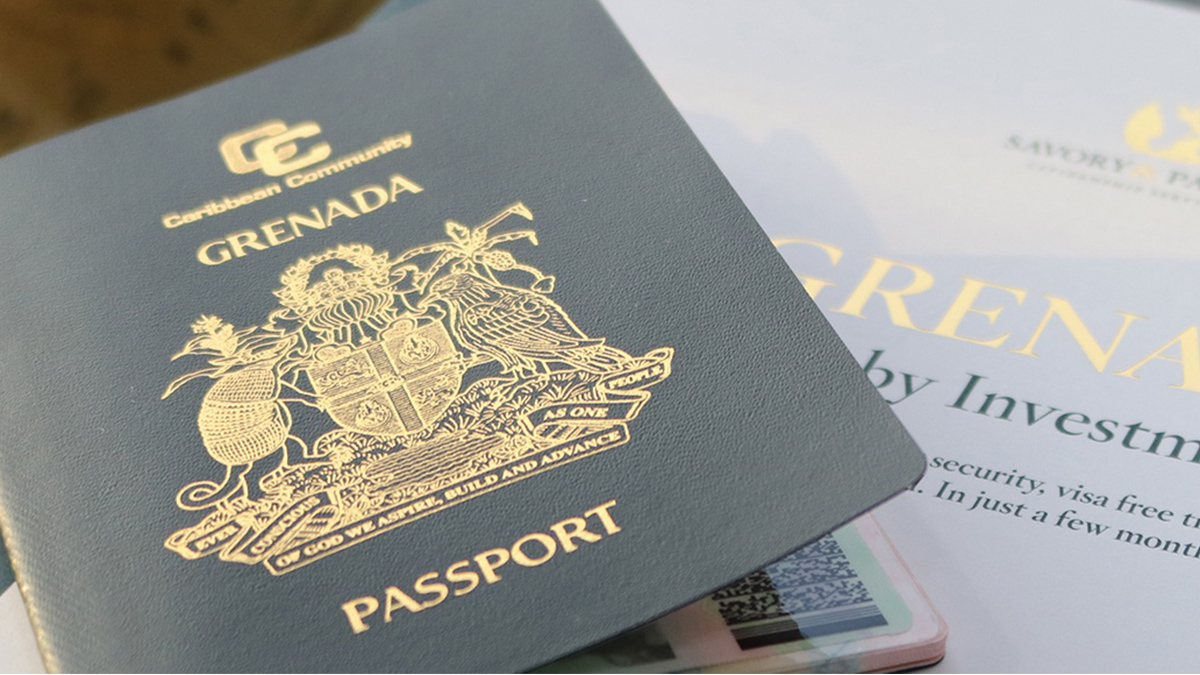 Caribbean Community
GRENADA
PEOPLE
AS ONE
EVER
CONSCIOUS
OF GOD WE ASPIRE, BUILD AND ADVANCE
PASSPORT
SAVORY & PA
GRENA
by Investm
security, visa free t
. In just a few mont